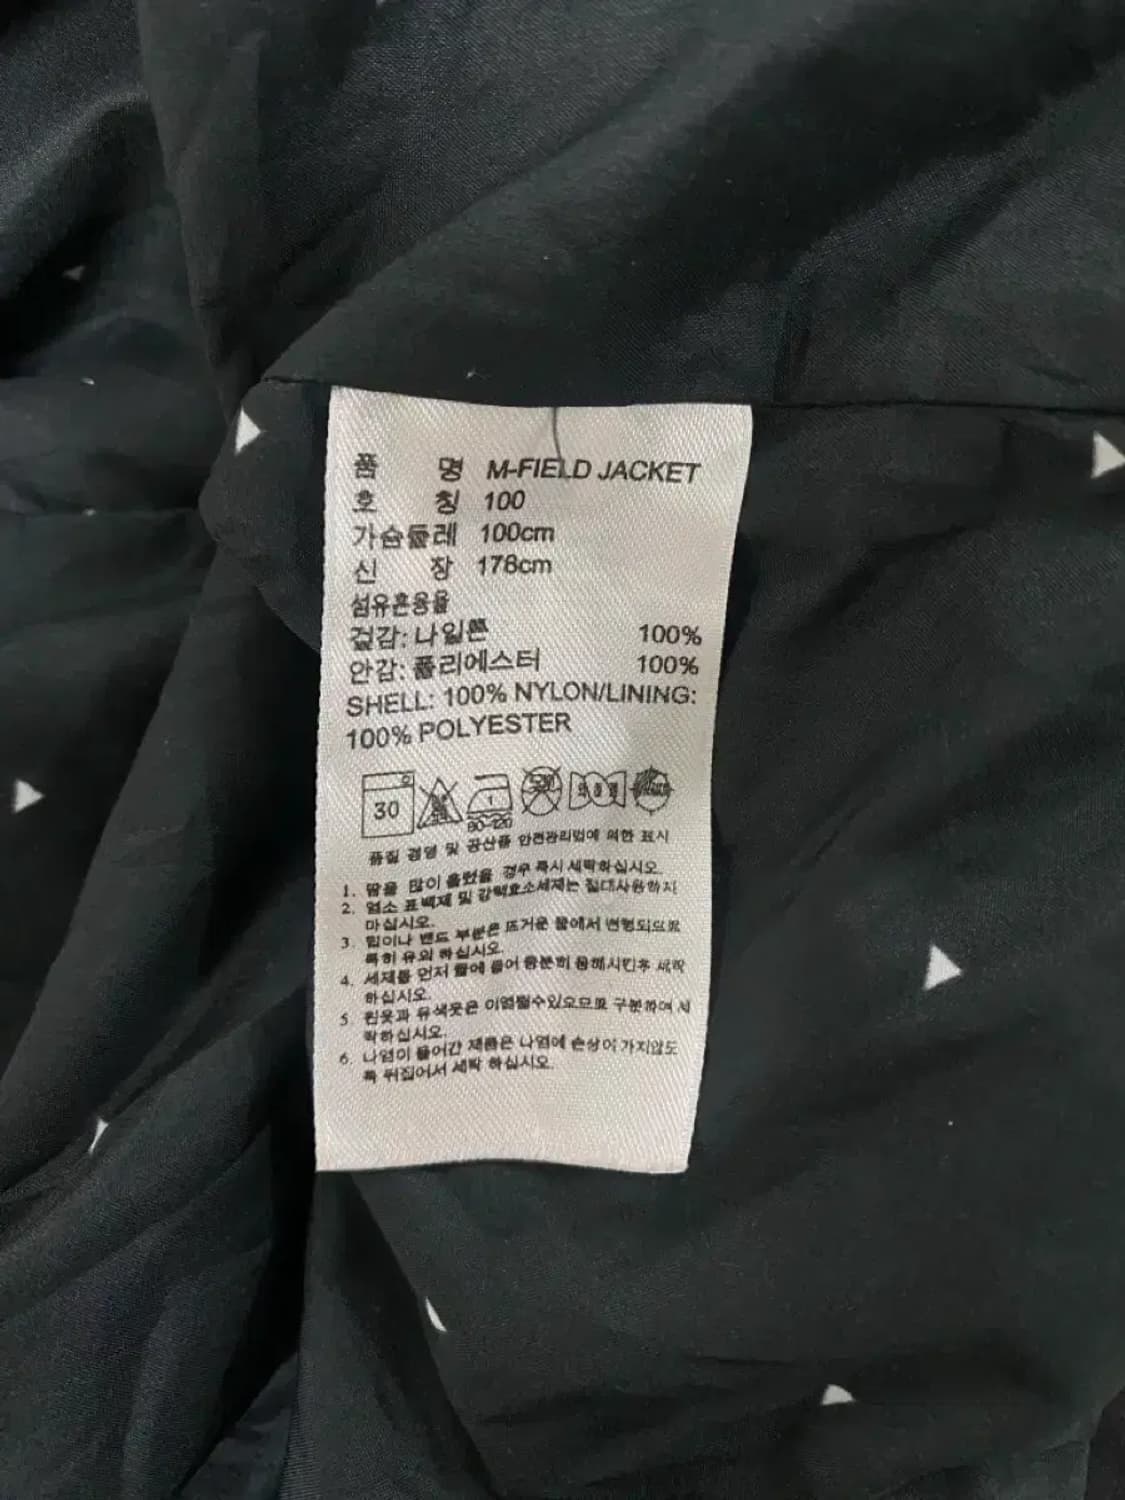 품 명 M-FIELD JACKET
호 칭 100
가슴둘레 100cm
신 장 178cm
섬유혼용율
겉감: 나일론 100%
안감: 폴리에스터 100%
SHELL: 100% NYLON/LINING:
100% POLYESTER
30
80-120
품질 경영 및 공산품 안전관리법에 의한 표시
1. 땀을 많이 흘렸을 경우 즉시 세탁하십시오.
2. 염소 표백제 및 강력효소세제는 절대사용하지
마십시오.
3. 밑이나 밴드 부분은 뜨거운 물에서 변형되므로
특히 유의 하십시오.
4. 세제를 먼저 물에 풀어 충분히 용해시킨후 세탁
하십시오.
5. 흰옷과 유색옷은 이염될수있으므로 구분하여 세
탁하십시오.
6. 나염이 들어간 제품은 나염에 손상이 가지않도
록 뒤집어서 세탁 하십시오.